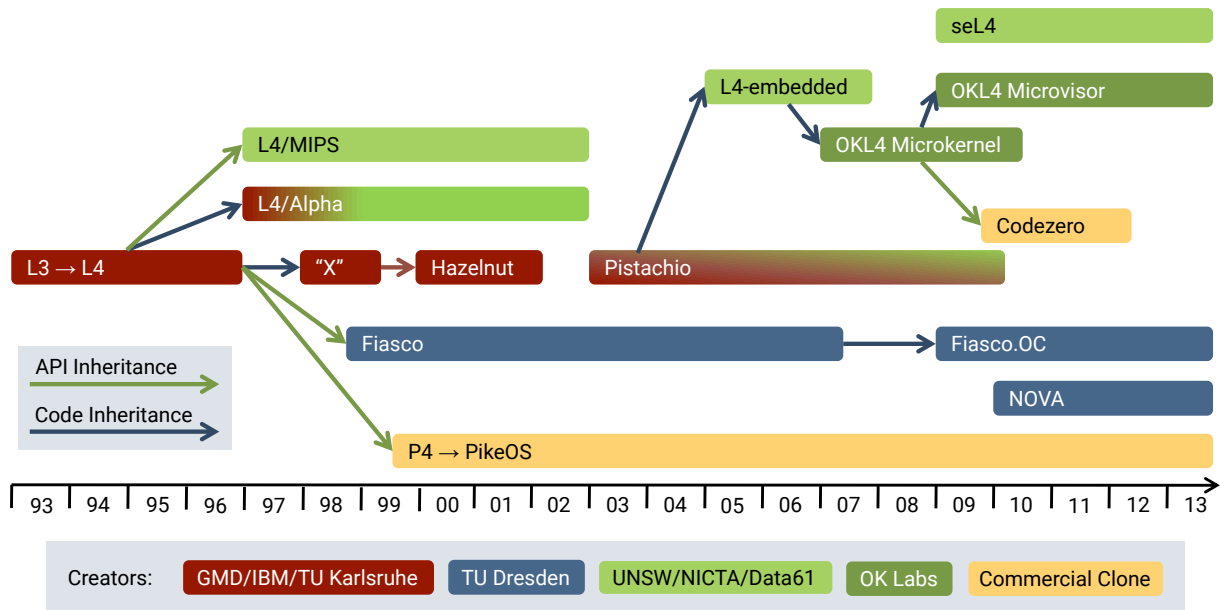 seL4
L4-embedded
OKL4 Microvisor
L4/MIPS
OKL4 Microkernel
L4/Alpha
Codezero
L3 → L4
“X”
Hazelnut
Pistachio
Fiasco
Fiasco.OC
API Inheritance
Code Inheritance
NOVA
P4 → PikeOS
93 94 95 96 97 98 99 00 01 02 03 04 05 06 07 08 09 10 11 12 13
Creators: GMD/IBM/TU Karlsruhe TU Dresden UNSW/NICTA/Data61 OK Labs Commercial Clone